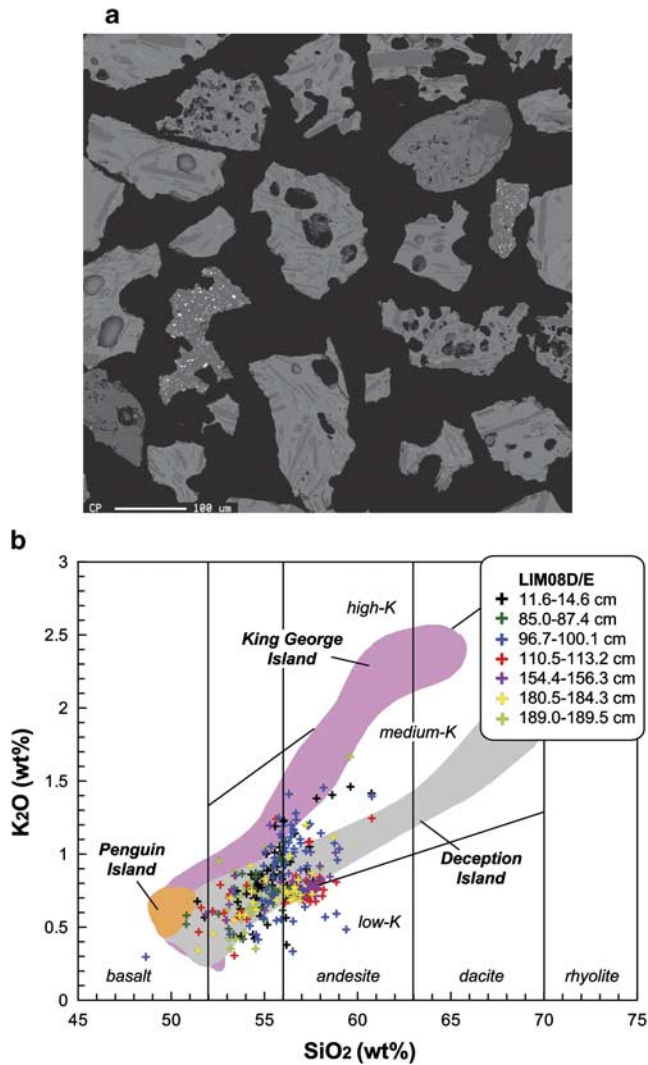 a
CP 100 um
b
3
2.5
2
1.5
1
0.5
0
K2O (wt%)
high-K
King George
Island
medium-K
Penguin
Island
Deception
Island
low-K
basalt
andesite
dacite
rhyolite
LIM08D/E
11.6-14.6 cm
85.0-87.4 cm
96.7-100.1 cm
110.5-113.2 cm
154.4-156.3 cm
180.5-184.3 cm
189.0-189.5 cm
45 50 55 60 65 70 75
SiO2 (wt%)